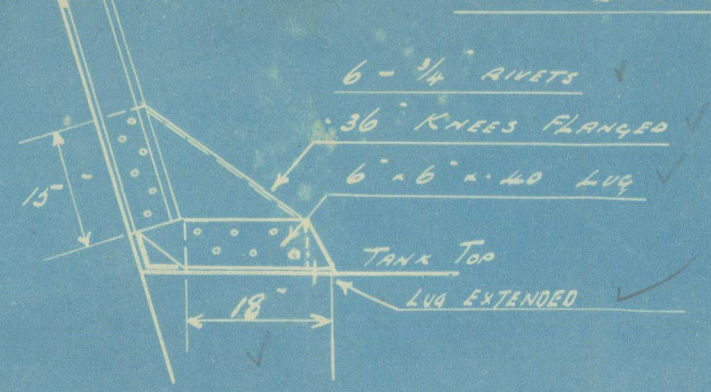 6 - 3/4" RIVETS
·36" KNEES FLANGED
6" x 6" x ·40 LUG
15"
TANK TOP
LUG EXTENDED
18"